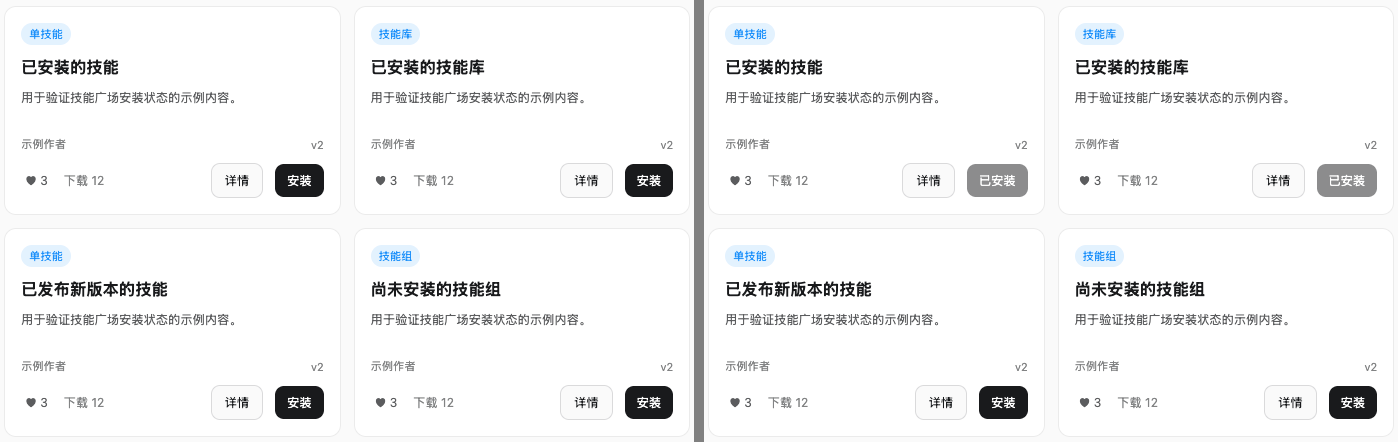 单技能
已安装的技能
用于验证技能广场安装状态的示例内容。
示例作者 v2
3 下载 12 详情 安装
技能库
已安装的技能库
用于验证技能广场安装状态的示例内容。
示例作者 v2
3 下载 12 详情 安装
单技能
已安装的技能
用于验证技能广场安装状态的示例内容。
示例作者 v2
3 下载 12 详情 已安装
技能库
已安装的技能库
用于验证技能广场安装状态的示例内容。
示例作者 v2
3 下载 12 详情 已安装
单技能
已发布新版本的技能
用于验证技能广场安装状态的示例内容。
示例作者 v2
3 下载 12 详情 安装
技能组
尚未安装的技能组
用于验证技能广场安装状态的示例内容。
示例作者 v2
3 下载 12 详情 安装
单技能
已发布新版本的技能
用于验证技能广场安装状态的示例内容。
示例作者 v2
3 下载 12 详情 安装
技能组
尚未安装的技能组
用于验证技能广场安装状态的示例内容。
示例作者 v2
3 下载 12 详情 安装